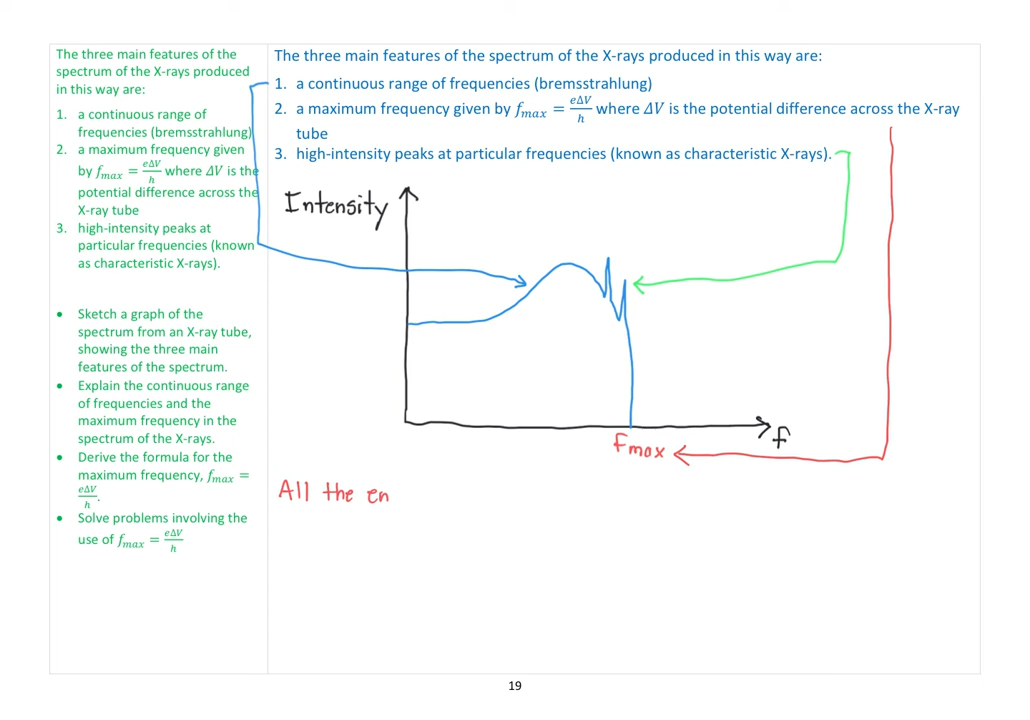 The three main features of the
spectrum of the X-rays produced
in this way are:
1. a continuous range of
frequencies (bremsstrahlung)
2. a maximum frequency given
by f_max = eΔV/h where ΔV is the
potential difference across the
X-ray tube
3. high-intensity peaks at
particular frequencies (known
as characteristic X-rays).
• Sketch a graph of the
spectrum from an X-ray tube,
showing the three main
features of the spectrum.
• Explain the continuous range
of frequencies and the
maximum frequency in the
spectrum of the X-rays.
• Derive the formula for the
maximum frequency, f_max =
eΔV/h.
• Solve problems involving the
use of f_max = eΔV/h
The three main features of the spectrum of the X-rays produced in this way are:
1. a continuous range of frequencies (bremsstrahlung)
2. a maximum frequency given by f_max = eΔV/h where ΔV is the potential difference across the X-ray
tube
3. high-intensity peaks at particular frequencies (known as characteristic X-rays).
Intensity
f
fmax
All the en
19